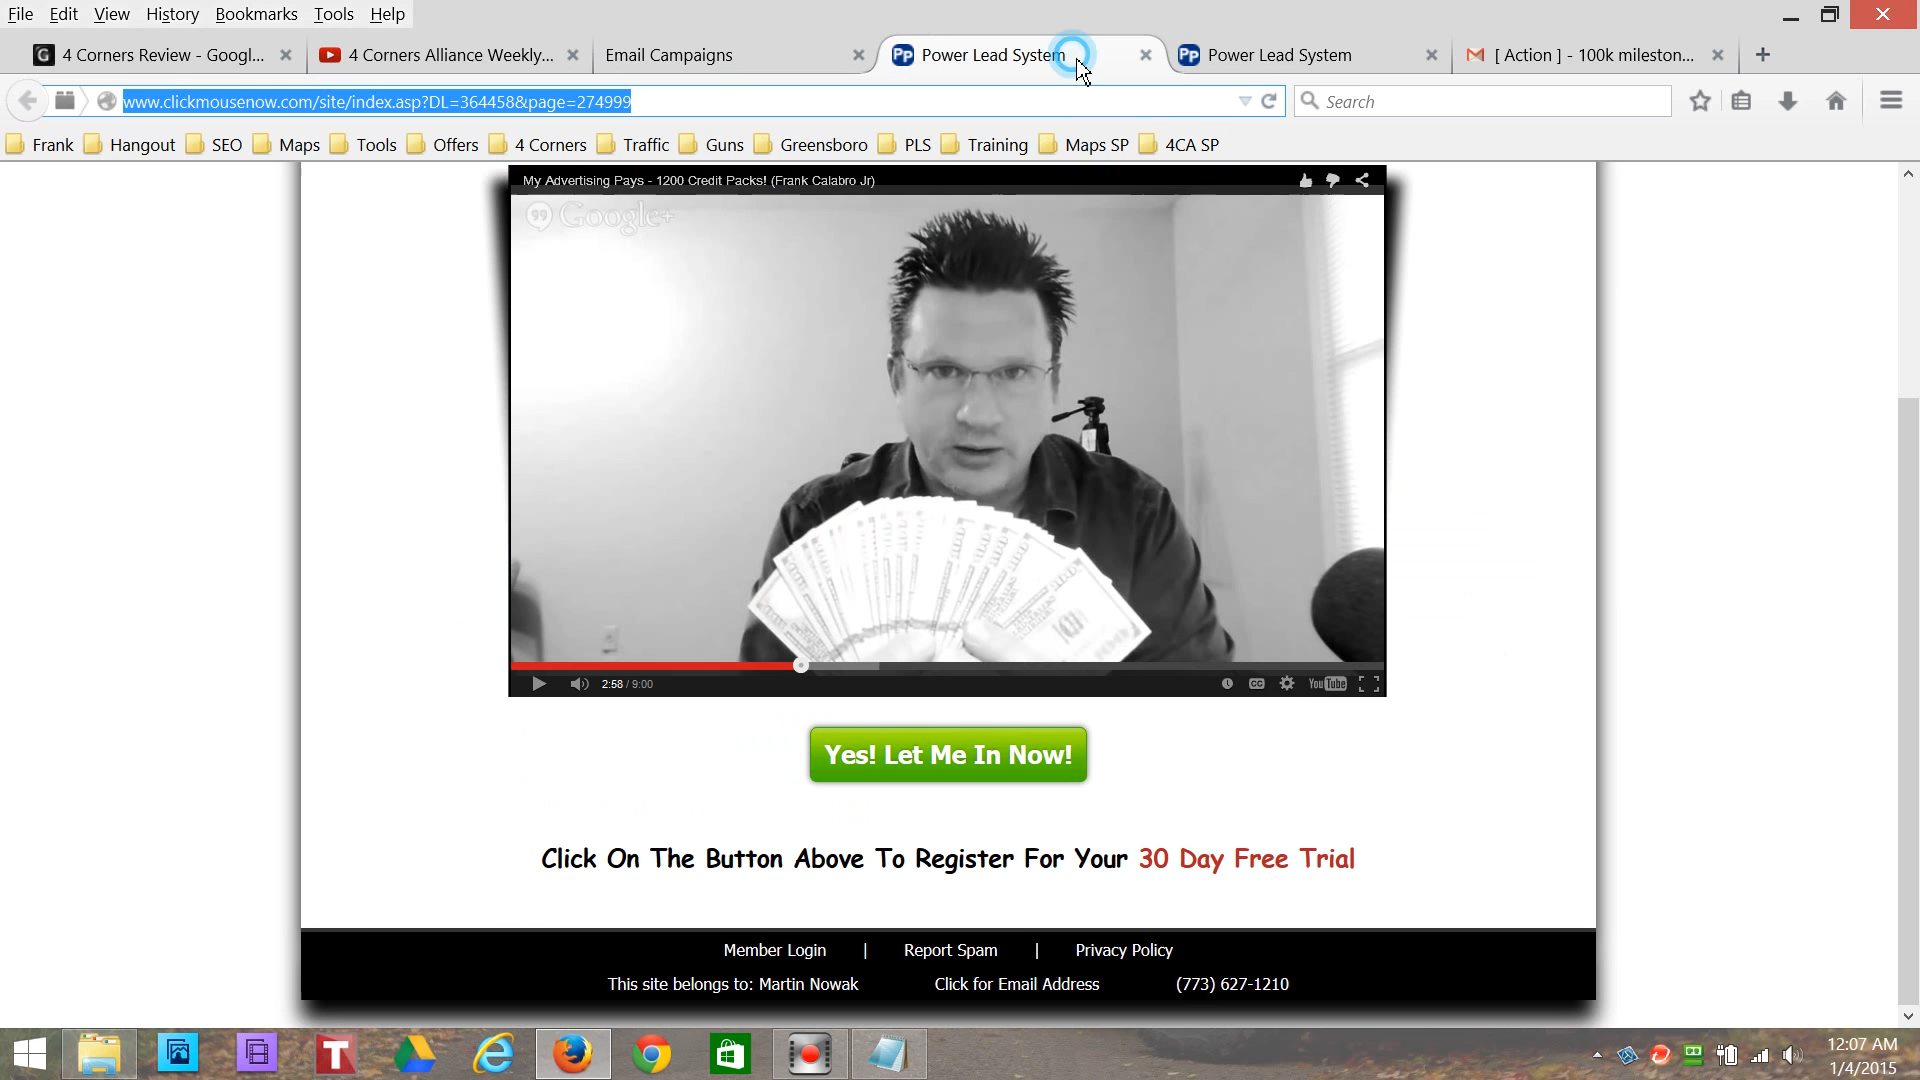 File Edit View History Bookmarks Tools Help
4 Corners Review - Googl...
4 Corners Alliance Weekly...
Email Campaigns
Power Lead System
Power Lead System
[ Action ] - 100k mileston...
www.clickmousenow.com/site/index.asp?DL=364458&page=274999
Search
Frank Hangout SEO Maps Tools Offers 4 Corners Traffic Guns Greensboro PLS Training Maps SP 4CA SP
My Advertising Pays - 1200 Credit Packs! (Frank Calabro Jr)
Google+
2:58 / 9:00
YouTube
Yes! Let Me In Now!
Click On The Button Above To Register For Your 30 Day Free Trial
Member Login | Report Spam | Privacy Policy
This site belongs to: Martin Nowak Click for Email Address (773) 627-1210
12:07 AM
1/4/2015